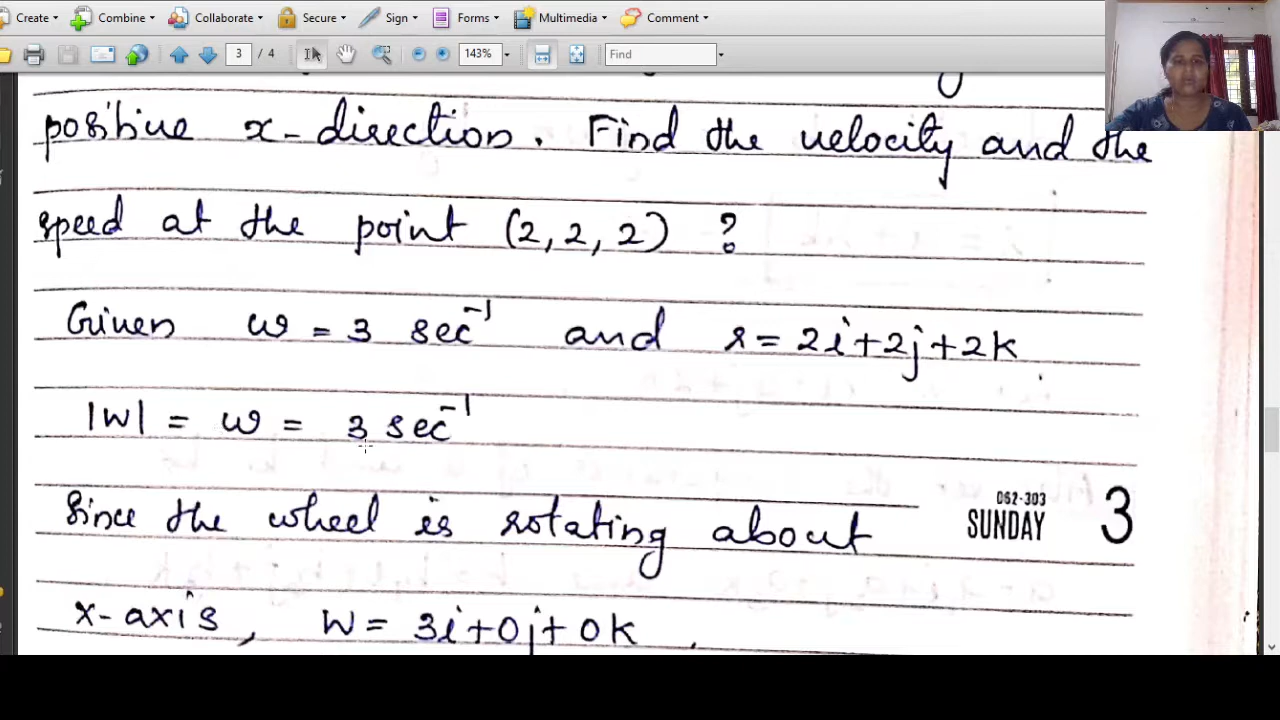 Create Combine Collaborate Secure Sign Forms Multimedia Comment
3 / 4 143% Find
positive x-direction. Find the velocity and the
speed at the point (2, 2, 2) ?
Given w = 3 sec⁻¹ and r = 2i+2j+2k
|W| = w = 3 sec⁻¹
Since the wheel is rotating about
062-303
SUNDAY 3
x-axis, W = 3i+0j+0k